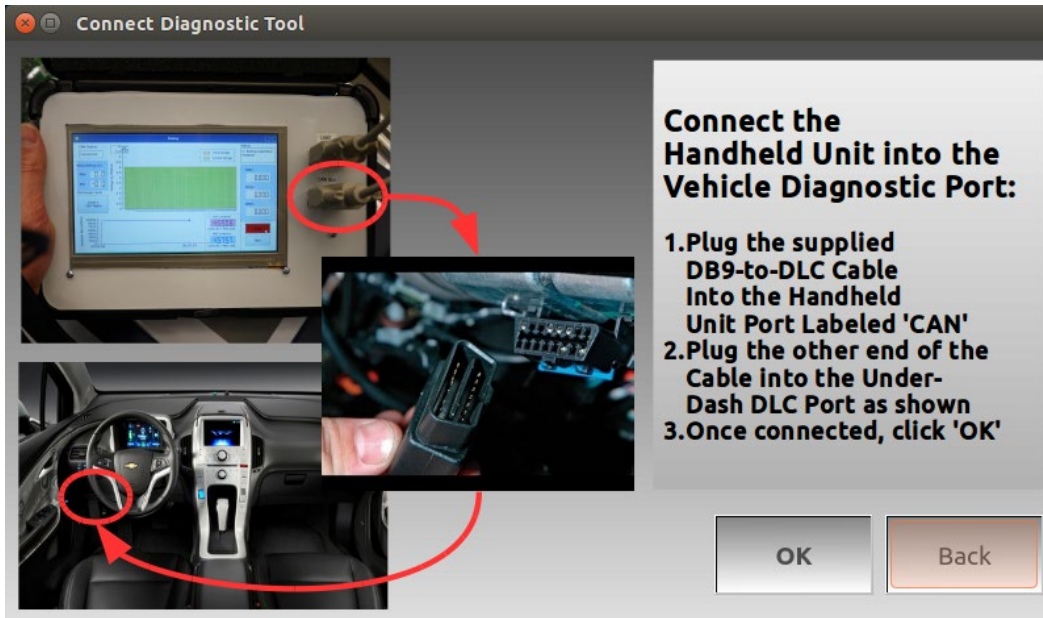 Connect Diagnostic Tool
Connect the
Handheld Unit into the
Vehicle Diagnostic Port:
1.Plug the supplied
DB9-to-DLC Cable
Into the Handheld
Unit Port Labeled 'CAN'
2.Plug the other end of the
Cable into the Under-
Dash DLC Port as shown
3.Once connected, click 'OK'
OK
Back